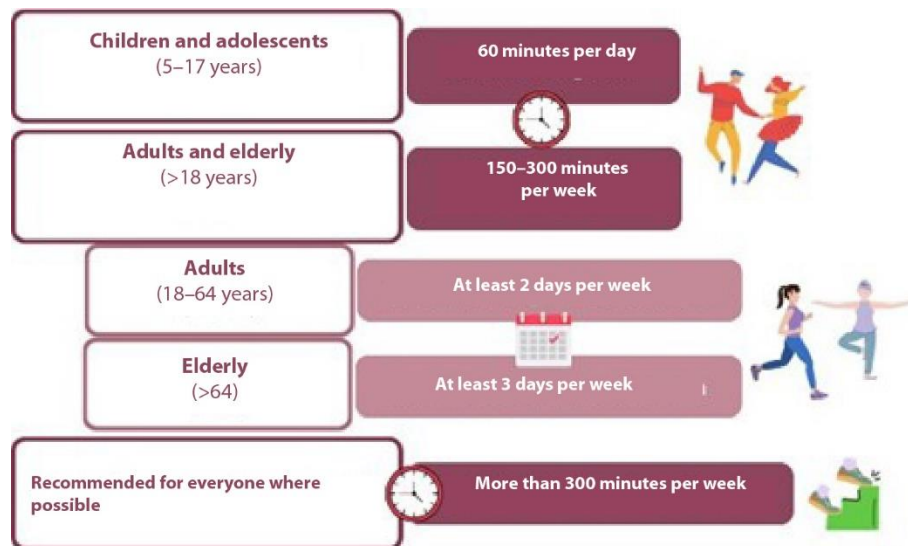 Children and adolescents
(5–17 years)
60 minutes per day
Adults and elderly
(>18 years)
150–300 minutes
per week
Adults
(18–64 years)
At least 2 days per week
Elderly
(>64)
At least 3 days per week
Recommended for everyone where
possible
More than 300 minutes per week